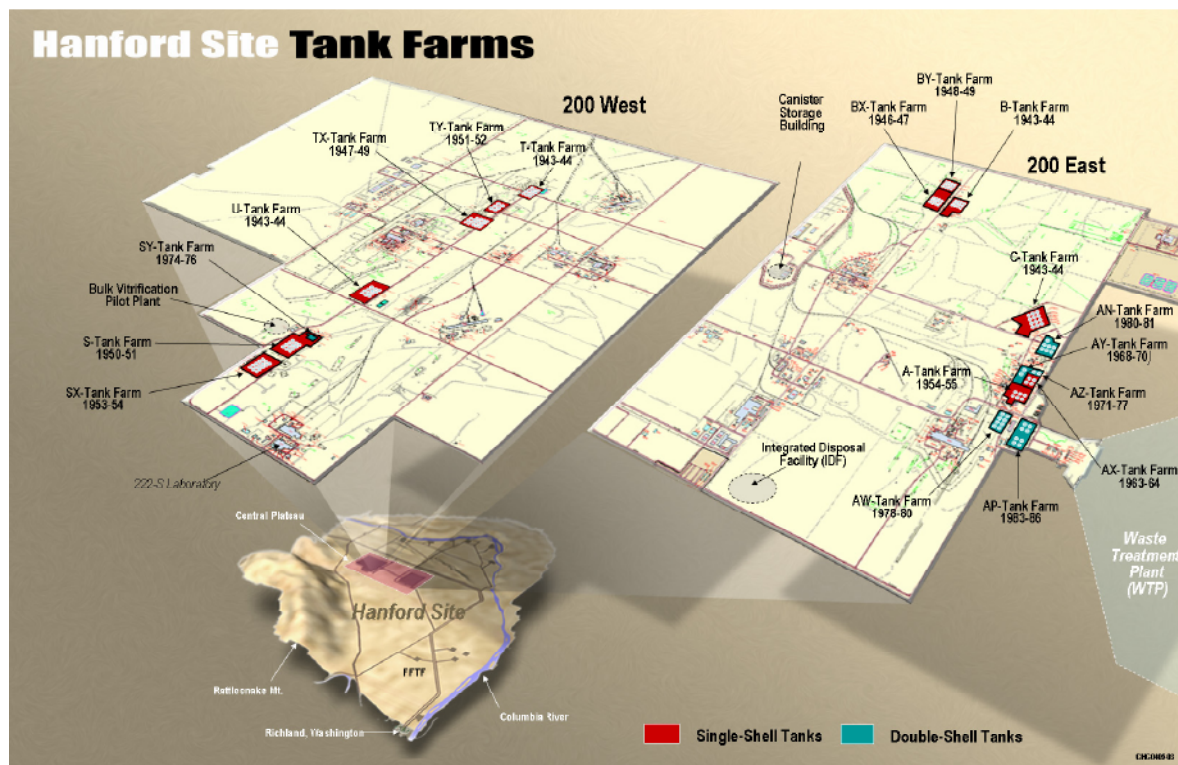 Hanford Site Tank Farms
200 West
TX-Tank Farm
1947-49
TY-Tank Farm
1951-52
T-Tank Farm
1943-44
U-Tank Farm
1943-44
SY-Tank Farm
1974-76
Bulk Vitrification
Pilot Plant
S-Tank Farm
1950-51
SX-Tank Farm
1953-54
222-S Laboratory
Canister
Storage
Building
BY-Tank Farm
1948-49
BX-Tank Farm
1946-47
B-Tank Farm
1943-44
200 East
C-Tank Farm
1943-44
AN-Tank Farm
1980-81
AY-Tank Farm
1968-70
A-Tank Farm
1954-55
AZ-Tank Farm
1971-77
Integrated Disposal
Facility (IDF)
AW-Tank Farm
1978-80
AP-Tank Farm
1983-86
AX-Tank Farm
1963-64
Waste
Treatment
Plant
(WTP)
Central Plateau
Hanford Site
FFTF
Rattlesnake Mt.
Columbia River
Richland, Washington
Single-Shell Tanks
Double-Shell Tanks